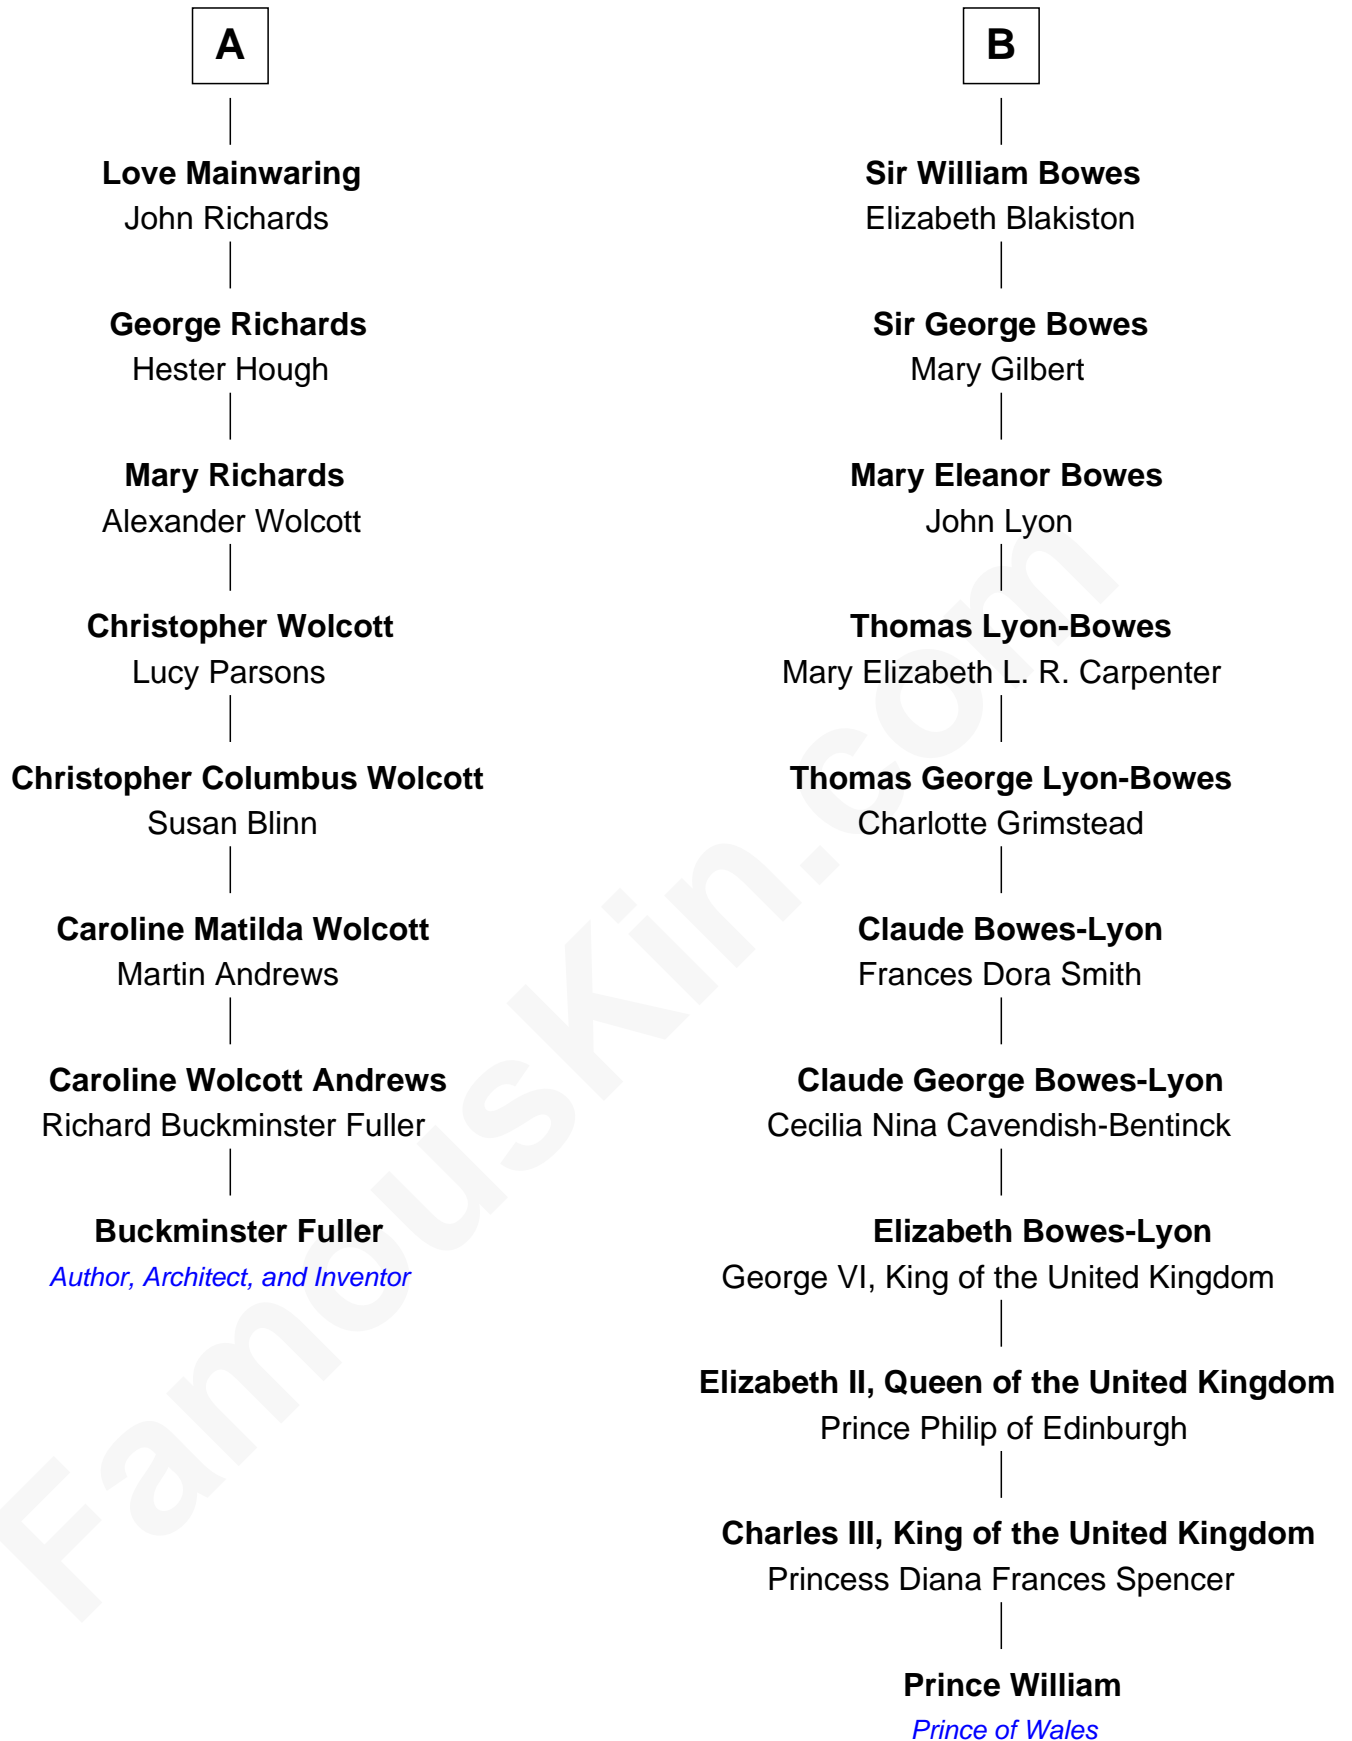 A
Love Mainwaring
John Richards
George Richards
Hester Hough
Mary Richards
Alexander Wolcott
Christopher Wolcott
Lucy Parsons
Christopher Columbus Wolcott
Susan Blinn
Caroline Matilda Wolcott
Martin Andrews
Caroline Wolcott Andrews
Richard Buckminster Fuller
Buckminster Fuller
Author, Architect, and Inventor
B
Sir William Bowes
Elizabeth Blakiston
Sir George Bowes
Mary Gilbert
Mary Eleanor Bowes
John Lyon
Thomas Lyon-Bowes
Mary Elizabeth L. R. Carpenter
Thomas George Lyon-Bowes
Charlotte Grimstead
Claude Bowes-Lyon
Frances Dora Smith
Claude George Bowes-Lyon
Cecilia Nina Cavendish-Bentinck
Elizabeth Bowes-Lyon
George VI, King of the United Kingdom
Elizabeth II, Queen of the United Kingdom
Prince Philip of Edinburgh
Charles III, King of the United Kingdom
Princess Diana Frances Spencer
Prince William
Prince of Wales
FamousKin.com